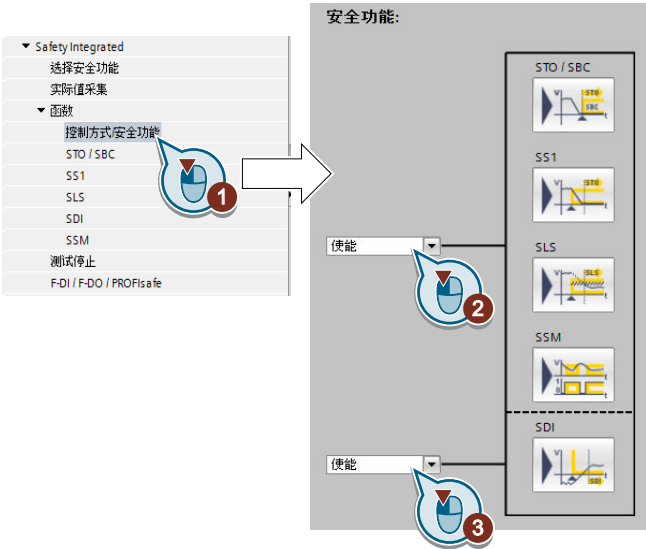 Safety Integrated
选择安全功能
实际值采集
函数
控制方式/安全功能
STO / SBC
SS1
SLS
SDI
SSM
测试停止
F-DI / F-DO / PROFIsafe
1
安全功能:
STO / SBC
V
STO
SBC
t
SS1
V
STO
t
使能
2
SLS
V
SLS
t
SSM
V
t
1
0
t
SDI
V
SDI
t
使能
3